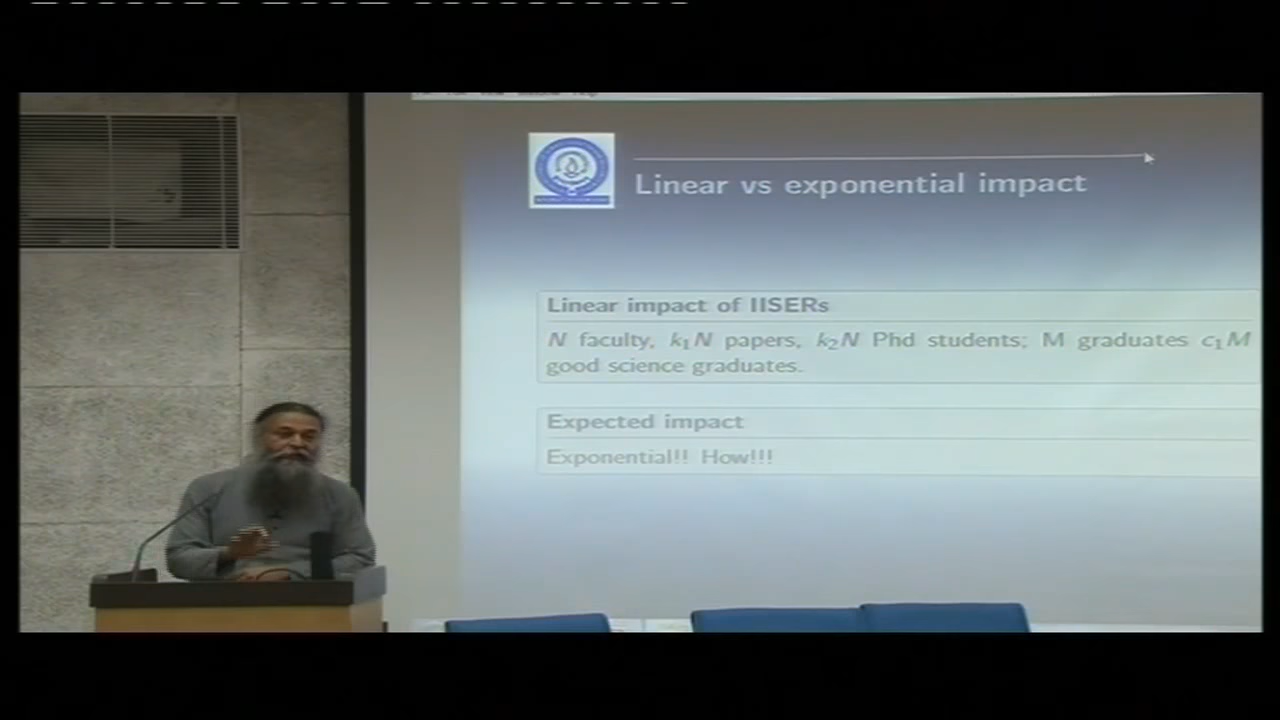 Linear vs exponential impact
Linear impact of IISERs
N faculty, k₁N papers, k₂N Phd students; M graduates c₁M
good science graduates.
Expected impact
Exponential!! How!!!